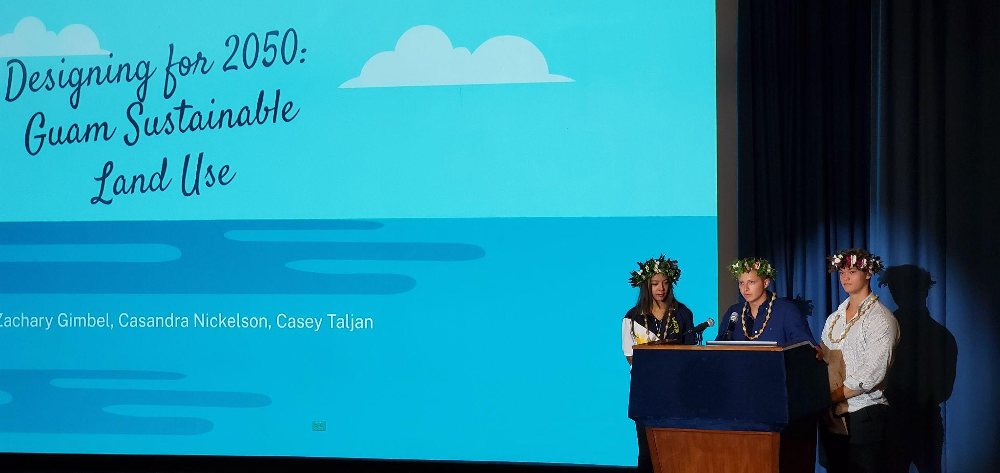 Designing for 2050:
Guam Sustainable
Land Use
Zachary Gimbel, Casandra Nickelson, Casey Taljan